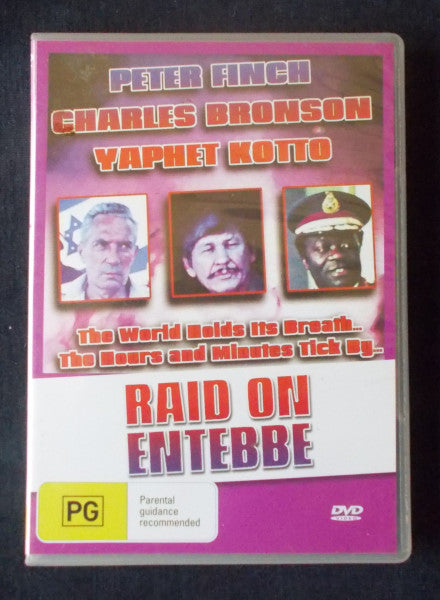 PETER FINCH
CHARLES BRONSON
YAPHET KOTTO
The World Holds Its Breath...
The Hours and Minutes Tick By...
RAID ON
ENTEBBE
PG
Parental
guidance
recommended
DVD
VIDEO